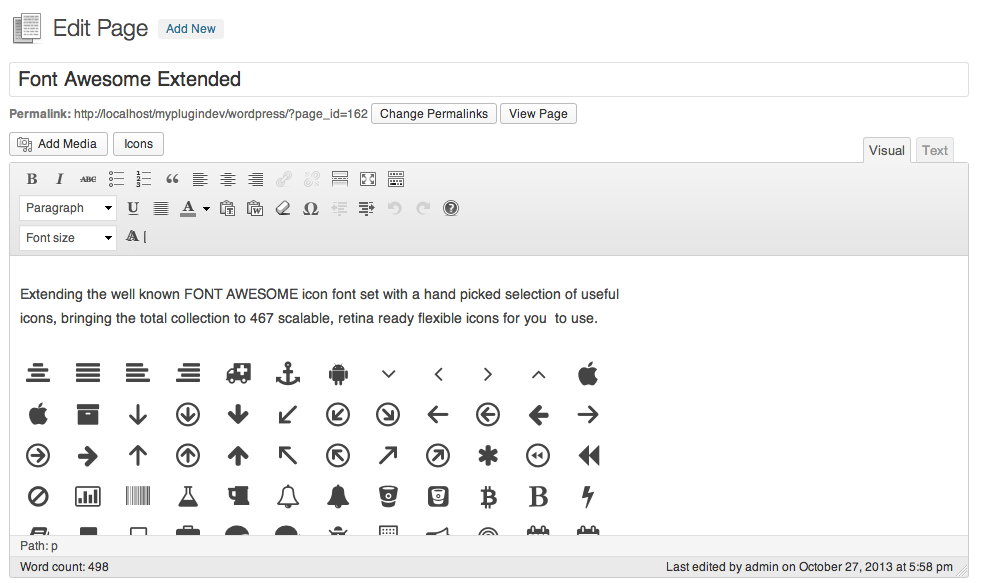 Edit Page Add New
Font Awesome Extended
Permalink: http://localhost/myplugindev/wordpress/?page_id=162 Change Permalinks View Page
Add Media Icons
Visual Text
B I ABC
Paragraph U A
Font size A
Extending the well known FONT AWESOME icon font set with a hand picked selection of useful
icons, bringing the total collection to 467 scalable, retina ready flexible icons for you  to use.
Path: p
Word count: 498 Last edited by admin on October 27, 2013 at 5:58 pm